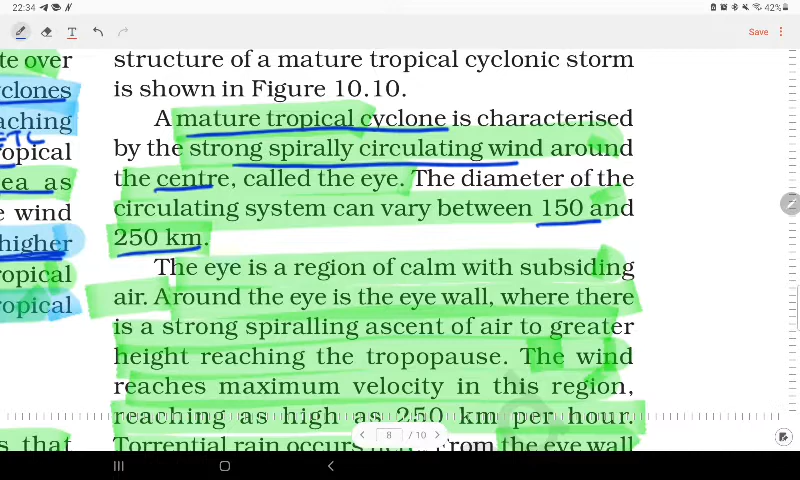 22:34
42%
Save
te over
yclones
aching
ETC
ropical
ea as
e wind
higher
ropical
ropical
s that
structure of a mature tropical cyclonic storm
is shown in Figure 10.10.
A mature tropical cyclone is characterised
by the strong spirally circulating wind around
the centre, called the eye. The diameter of the
circulating system can vary between 150 and
250 km.
The eye is a region of calm with subsiding
air. Around the eye is the eye wall, where there
is a strong spiralling ascent of air to greater
height reaching the tropopause. The wind
reaches maximum velocity in this region,
reaching as high as 250 km per hour.
Torrential rain occurs here. From the eye wall
8 / 10